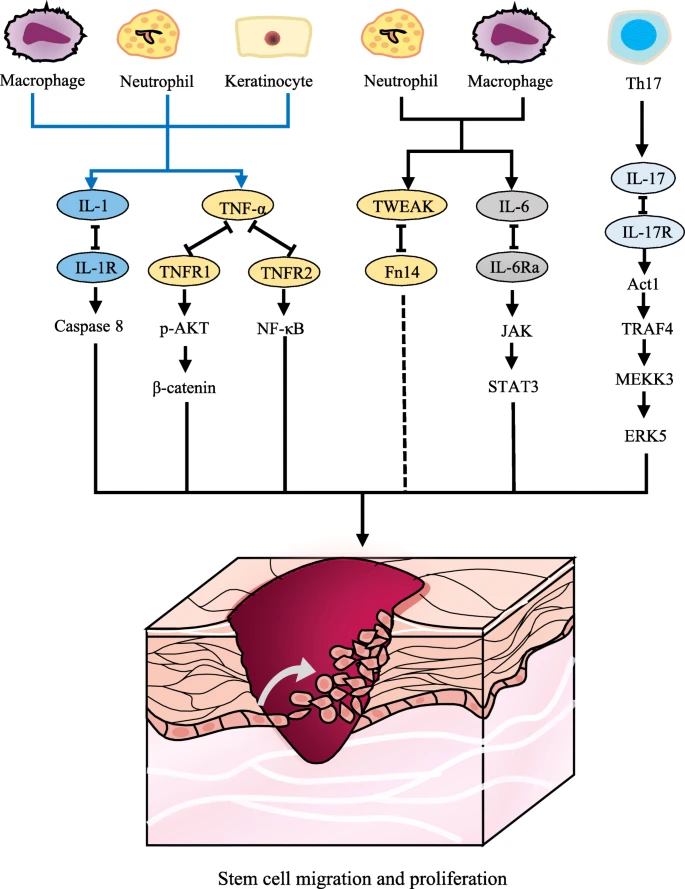 Macrophage Neutrophil Keratinocyte Neutrophil Macrophage Th17
IL-1 TNF-α TWEAK IL-6 IL-17
IL-17R
IL-1R TNFR1 TNFR2 Fn14 IL-6Ra
Act1
Caspase 8 p-AKT NF-κB JAK TRAF4
MEKK3
β-catenin STAT3
ERK5
Stem cell migration and proliferation